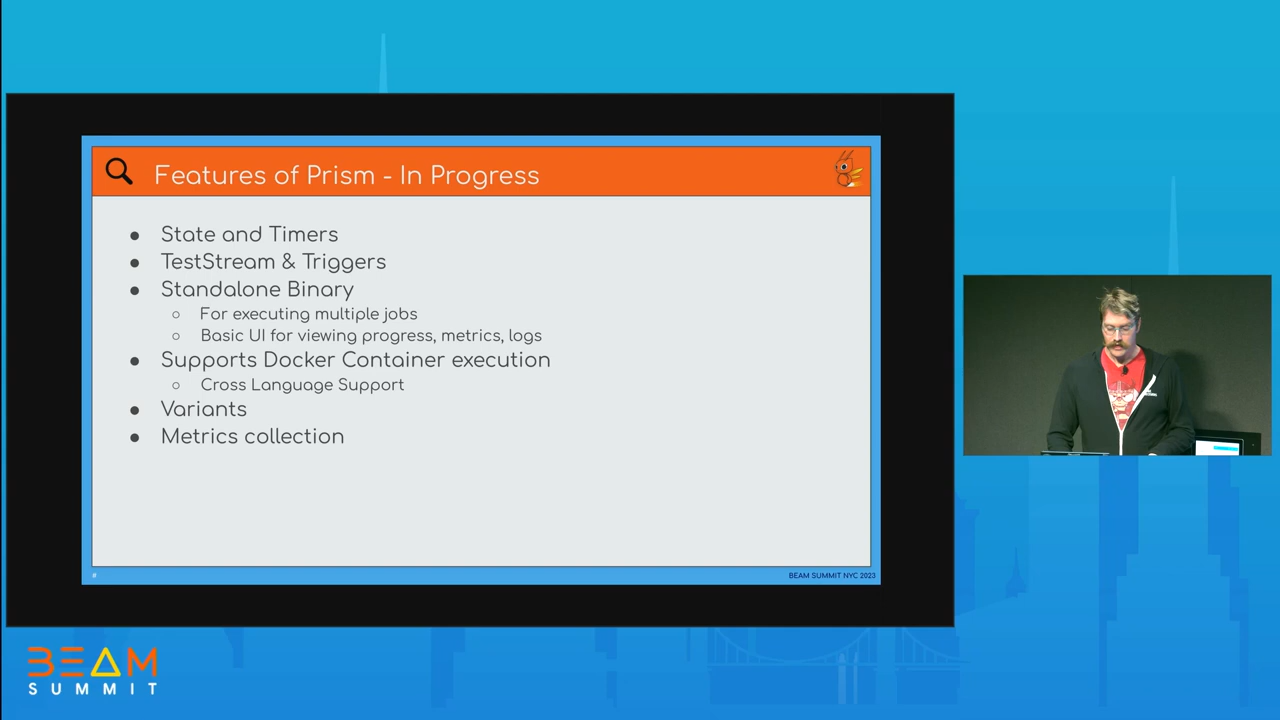 Features of Prism - In Progress
● State and Timers
● TestStream & Triggers
● Standalone Binary
○ For executing multiple jobs
○ Basic UI for viewing progress, metrics, logs
● Supports Docker Container execution
○ Cross Language Support
● Variants
● Metrics collection
#
BEAM SUMMIT NYC 2023
BEAM
SUMMIT